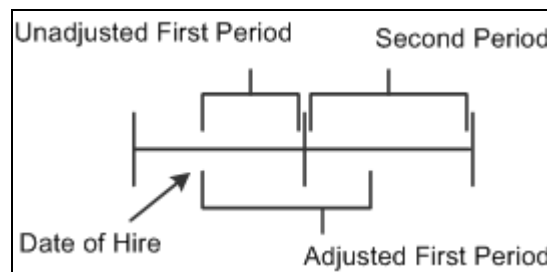 Unadjusted First Period
Second Period
Date of Hire
Adjusted First Period